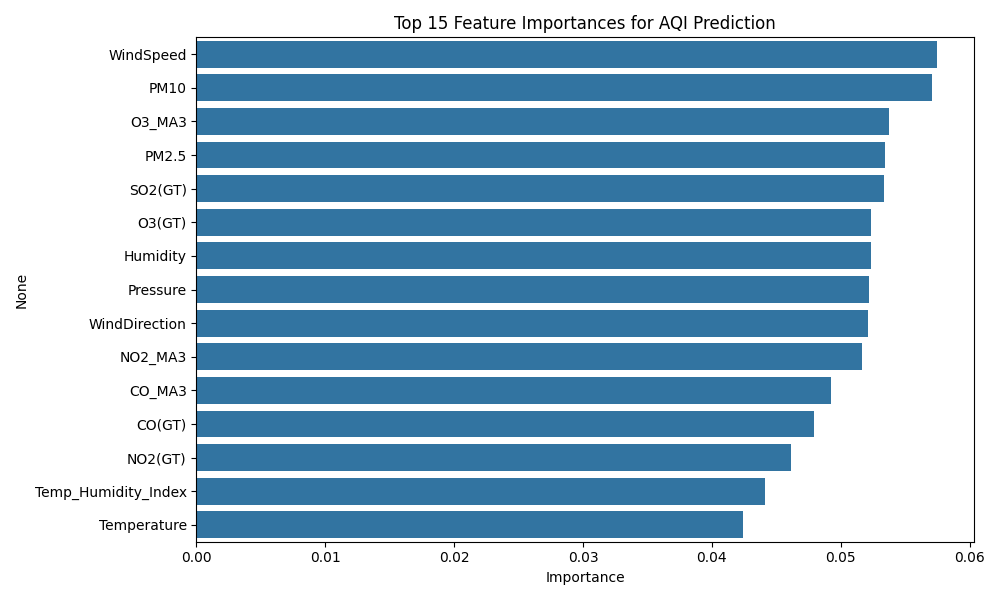 Top 15 Feature Importances for AQI Prediction
WindSpeed
PM10
O3_MA3
PM2.5
SO2(GT)
O3(GT)
Humidity
Pressure
WindDirection
NO2_MA3
CO_MA3
CO(GT)
NO2(GT)
Temp_Humidity_Index
Temperature
None
0.00 0.01 0.02 0.03 0.04 0.05 0.06
Importance